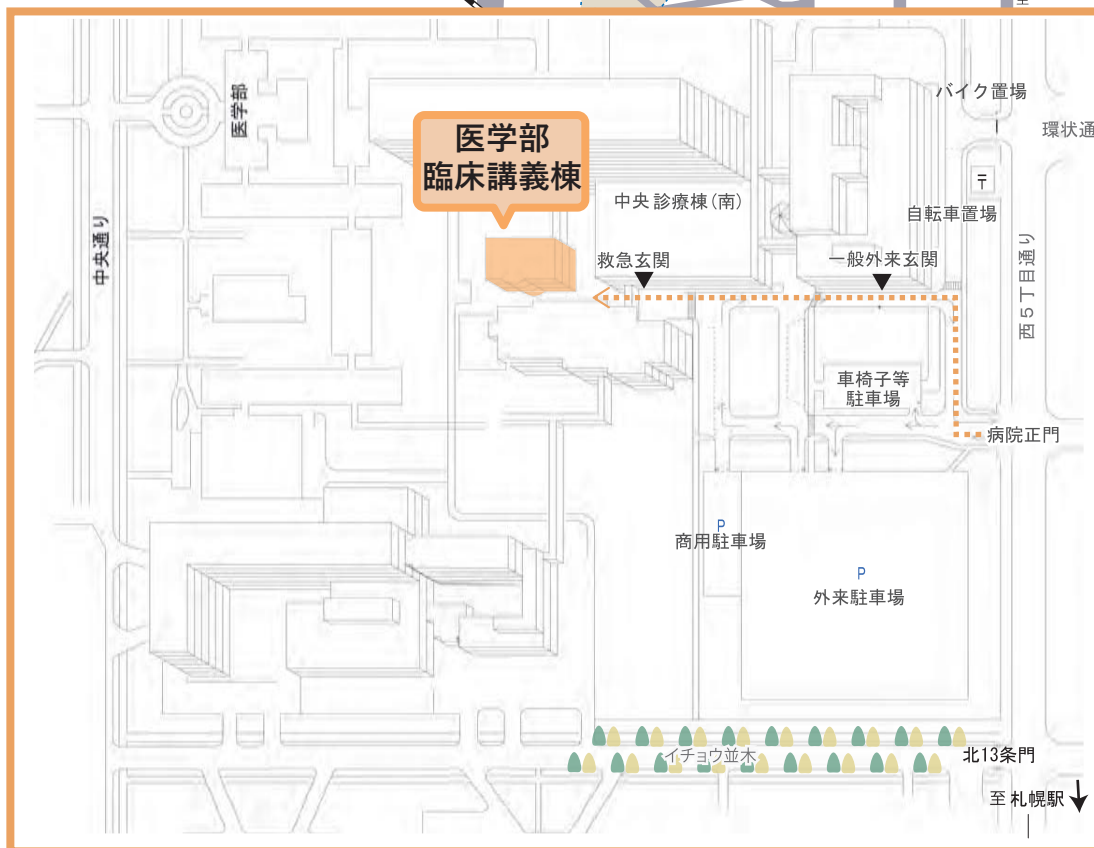 至
バイク置場
環状通
医学部
医学部
臨床講義棟
〒
中央診療棟(南)
自転車置場
中央通り
救急玄関
一般外来玄関
西5丁目通り
車椅子等
駐車場
病院正門
P
商用駐車場
P
外来駐車場
イチョウ並木
北13条門
至 札幌駅